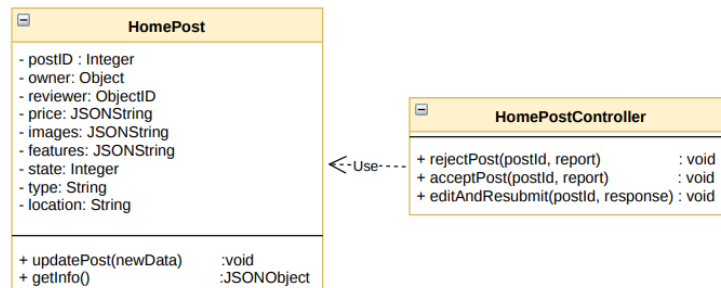 HomePost
- postID : Integer
- owner: Object
- reviewer: ObjectID
- price: JSONString
- images: JSONString
- features: JSONString
- state: Integer
- type: String
- location: String
+ updatePost(newData) :void
+ getInfo() :JSONObject
Use
HomePostController
+ rejectPost(postId, report) : void
+ acceptPost(postId, report) : void
+ editAndResubmit(postId, response) : void